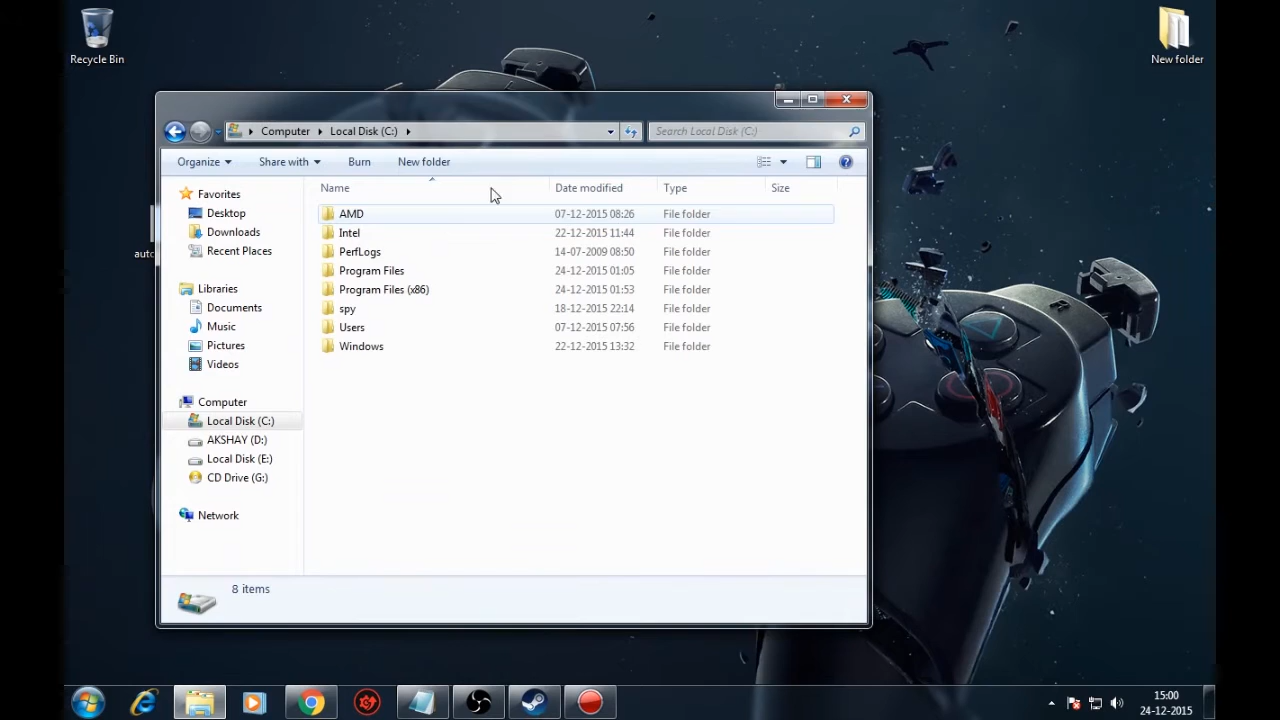 Recycle Bin
New folder
Computer
Local Disk (C:)
Search Local Disk (C:)
Organize
Share with
Burn
New folder
Name
Date modified
Type
Size
Favorites
Desktop
Downloads
Recent Places
Libraries
Documents
Music
Pictures
Videos
Computer
Local Disk (C:)
AKSHAY (D:)
Local Disk (E:)
CD Drive (G:)
Network
AMD 07-12-2015 08:26 File folder
Intel 22-12-2015 11:44 File folder
PerfLogs 14-07-2009 08:50 File folder
Program Files 24-12-2015 01:05 File folder
Program Files (x86) 24-12-2015 01:53 File folder
spy 18-12-2015 22:14 File folder
Users 07-12-2015 07:56 File folder
Windows 22-12-2015 13:32 File folder
8 items
auto
15:00
24-12-2015